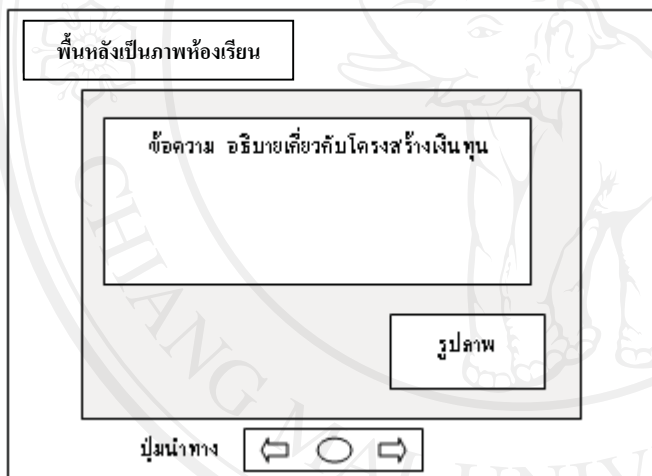 พื้นหลังเป็นภาพห้องเรียน
ข้อความ อธิบายเกี่ยวกับโครงสร้างเงินทุน
รูปภาพ
ปุ่มนำทาง
CHIANG MAI UNIV